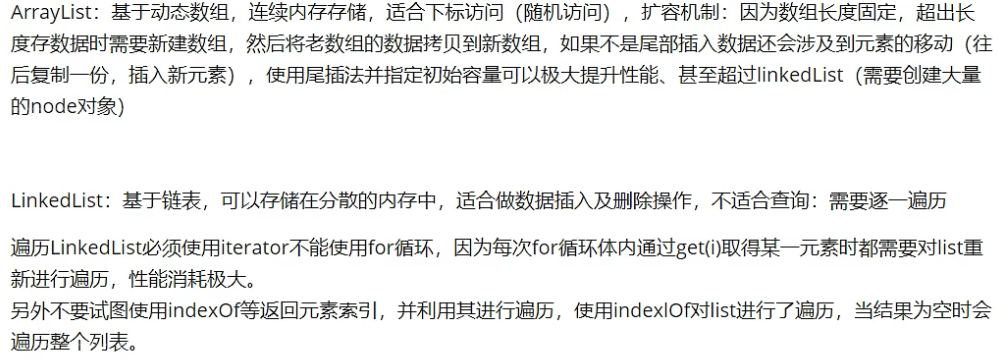 ArrayList：基于动态数组，连续内存存储，适合下标访问（随机访问），扩容机制：因为数组长度固定，超出长
度存数据时需要新建数组，然后将老数组的数据拷贝到新数组，如果不是尾部插入数据还会涉及到元素的移动（往
后复制一份，插入新元素），使用尾插法并指定初始容量可以极大提升性能、甚至超过linkedList（需要创建大量
的node对象）
LinkedList：基于链表，可以存储在分散的内存中，适合做数据插入及删除操作，不适合查询：需要逐一遍历
遍历LinkedList必须使用iterator不能使用for循环，因为每次for循环体内通过get(i)取得某一元素时都需要对list重
新进行遍历，性能消耗极大。
另外不要试图使用indexOf等返回元素索引，并利用其进行遍历，使用indexlOf对list进行了遍历，当结果为空时会
遍历整个列表。